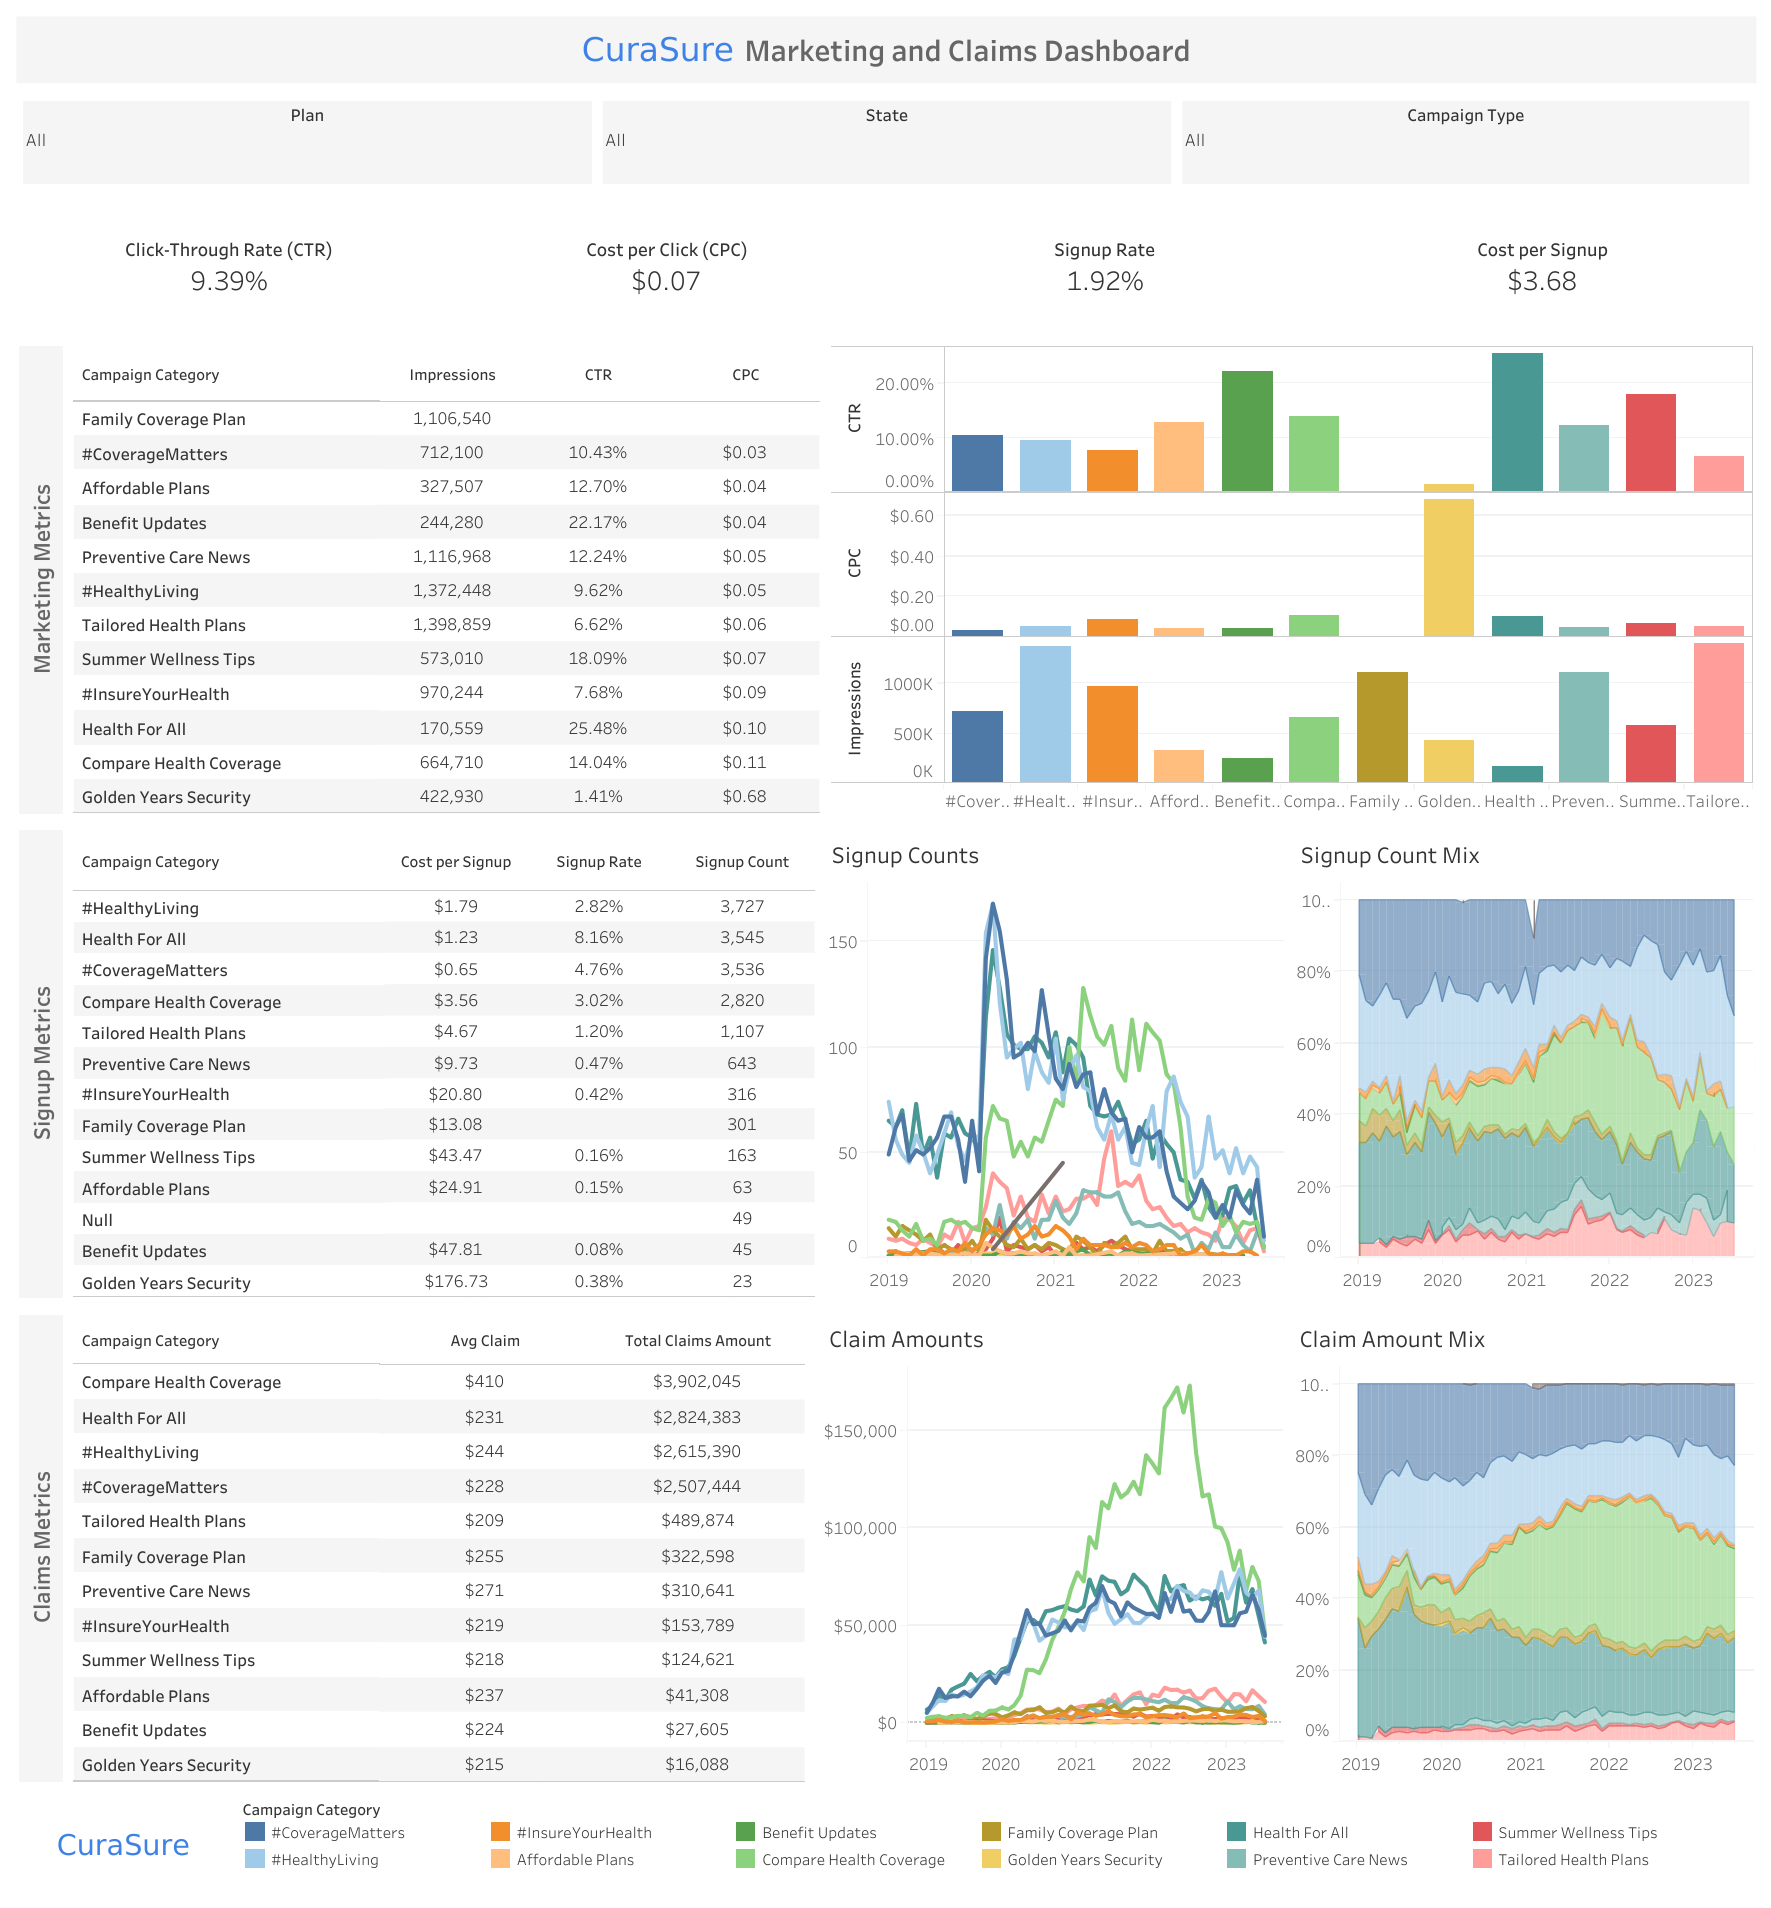 CuraSure Marketing and Claims Dashboard
Plan
All
State
All
Campaign Type
All
Click-Through Rate (CTR)
9.39%
Cost per Click (CPC)
$0.07
Signup Rate
1.92%
Cost per Signup
$3.68
Marketing Metrics
Campaign Category Impressions CTR CPC
Family Coverage Plan 1,106,540
#CoverageMatters 712,100 10.43% $0.03
Affordable Plans 327,507 12.70% $0.04
Benefit Updates 244,280 22.17% $0.04
Preventive Care News 1,116,968 12.24% $0.05
#HealthyLiving 1,372,448 9.62% $0.05
Tailored Health Plans 1,398,859 6.62% $0.06
Summer Wellness Tips 573,010 18.09% $0.07
#InsureYourHealth 970,244 7.68% $0.09
Health For All 170,559 25.48% $0.10
Compare Health Coverage 664,710 14.04% $0.11
Golden Years Security 422,930 1.41% $0.68
CTR
20.00%
10.00%
0.00%
CPC
$0.60
$0.40
$0.20
$0.00
Impressions
1000K
500K
0K
#Cover.. #Healt.. #Insur.. Afford.. Benefit.. Compa.. Family .. Golden.. Health .. Preven.. Summe.. Tailore..
Signup Metrics
Campaign Category Cost per Signup Signup Rate Signup Count
#HealthyLiving $1.79 2.82% 3,727
Health For All $1.23 8.16% 3,545
#CoverageMatters $0.65 4.76% 3,536
Compare Health Coverage $3.56 3.02% 2,820
Tailored Health Plans $4.67 1.20% 1,107
Preventive Care News $9.73 0.47% 643
#InsureYourHealth $20.80 0.42% 316
Family Coverage Plan $13.08 301
Summer Wellness Tips $43.47 0.16% 163
Affordable Plans $24.91 0.15% 63
Null 49
Benefit Updates $47.81 0.08% 45
Golden Years Security $176.73 0.38% 23
Signup Counts
150
100
50
0
2019 2020 2021 2022 2023
Signup Count Mix
10..
80%
60%
40%
20%
0%
2019 2020 2021 2022 2023
Claims Metrics
Campaign Category Avg Claim Total Claims Amount
Compare Health Coverage $410 $3,902,045
Health For All $231 $2,824,383
#HealthyLiving $244 $2,615,390
#CoverageMatters $228 $2,507,444
Tailored Health Plans $209 $489,874
Family Coverage Plan $255 $322,598
Preventive Care News $271 $310,641
#InsureYourHealth $219 $153,789
Summer Wellness Tips $218 $124,621
Affordable Plans $237 $41,308
Benefit Updates $224 $27,605
Golden Years Security $215 $16,088
Claim Amounts
$150,000
$100,000
$50,000
$0
2019 2020 2021 2022 2023
Claim Amount Mix
10..
80%
60%
40%
20%
0%
2019 2020 2021 2022 2023
CuraSure
Campaign Category
#CoverageMatters #InsureYourHealth Benefit Updates Family Coverage Plan Health For All Summer Wellness Tips
#HealthyLiving Affordable Plans Compare Health Coverage Golden Years Security Preventive Care News Tailored Health Plans